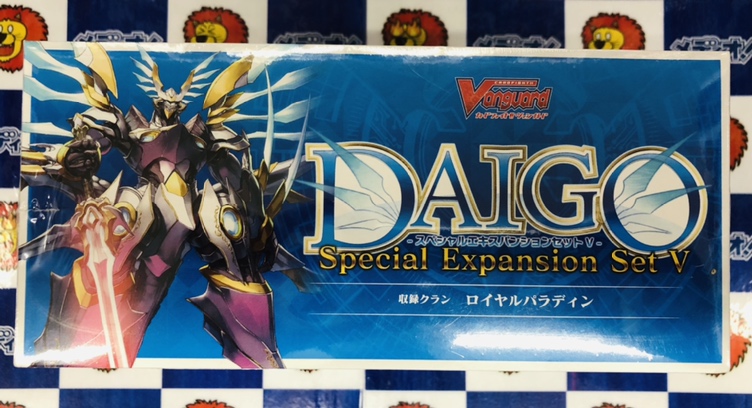 CARDFIGHT!!
Vanguard
カードファイト!!ヴァンガード
DAIGO
-スペシャルエキスパンションセットV-
Special Expansion Set V
収録クラン ロイヤルパラディン